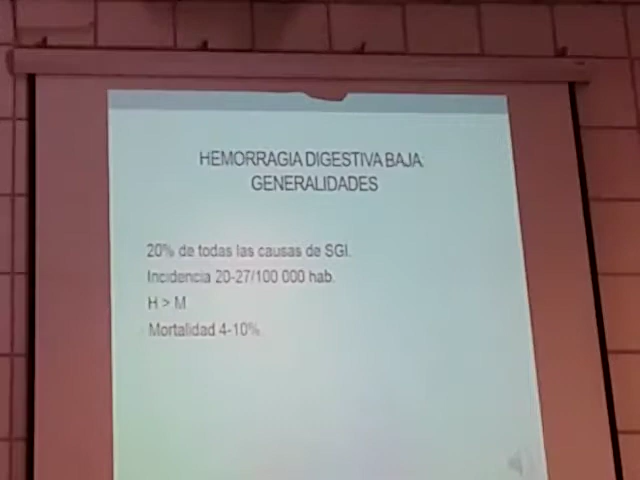 HEMORRAGIA DIGESTIVA BAJA:
GENERALIDADES
20% de todas las causas de SGI.
Incidencia 20-27/100 000 hab.
H > M
Mortalidad 4-10%